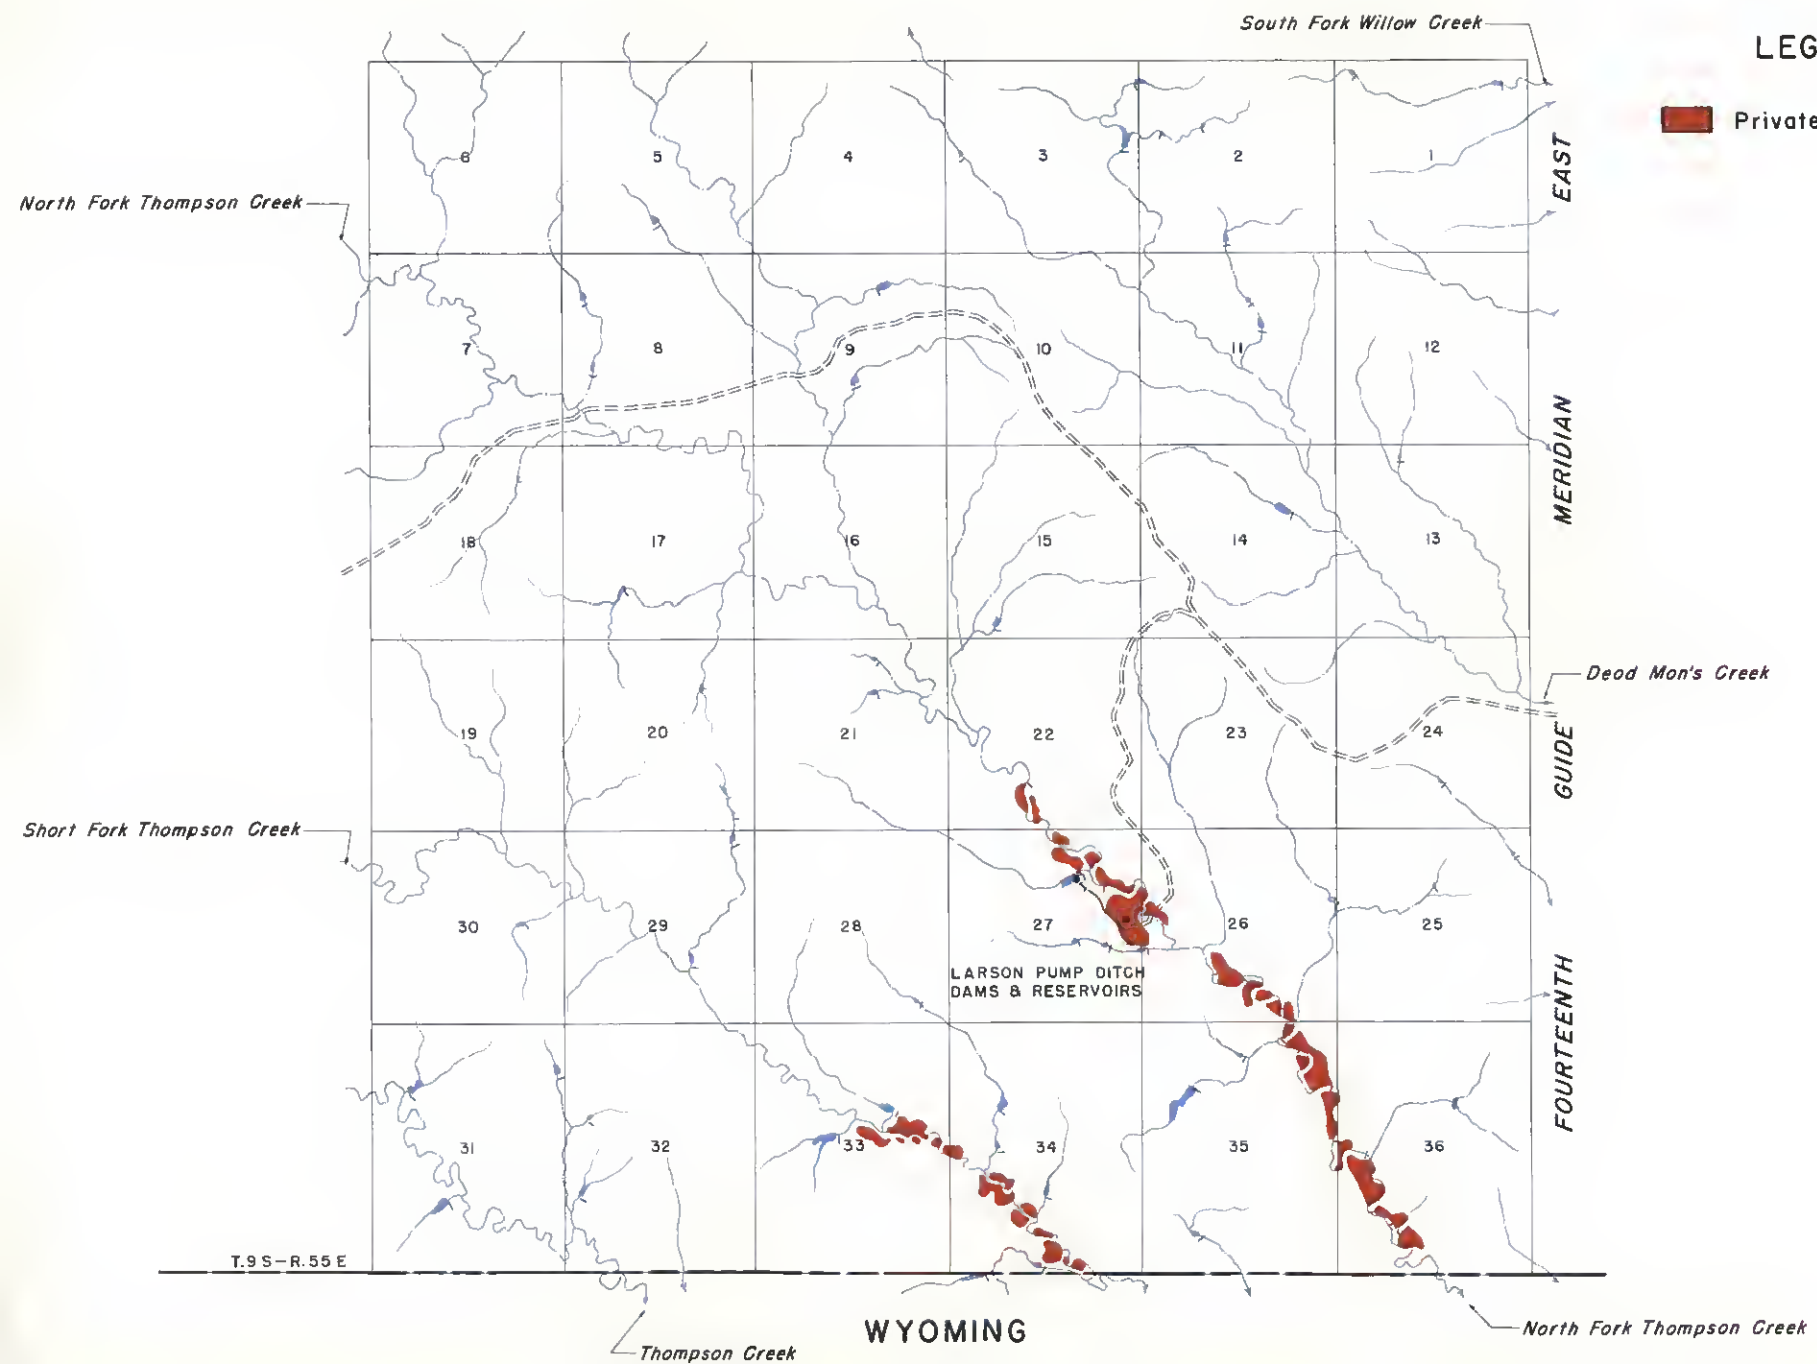 South Fork Willow Creek
LEG
Private
6 5 4 3 2 1
EAST
North Fork Thompson Creek
7 8 9 10 11 12
MERIDIAN
18 17 16 15 14 13
Deod Mon's Creek
19 20 21 22 23 24
GUIDE
Short Fork Thompson Creek
30 29 28 27 26 25
LARSON PUMP DITCH
DAMS & RESERVOIRS
FOURTEENTH
31 32 33 34 35 36
T.9 S-R.55 E
WYOMING
North Fork Thompson Creek
Thompson Creek